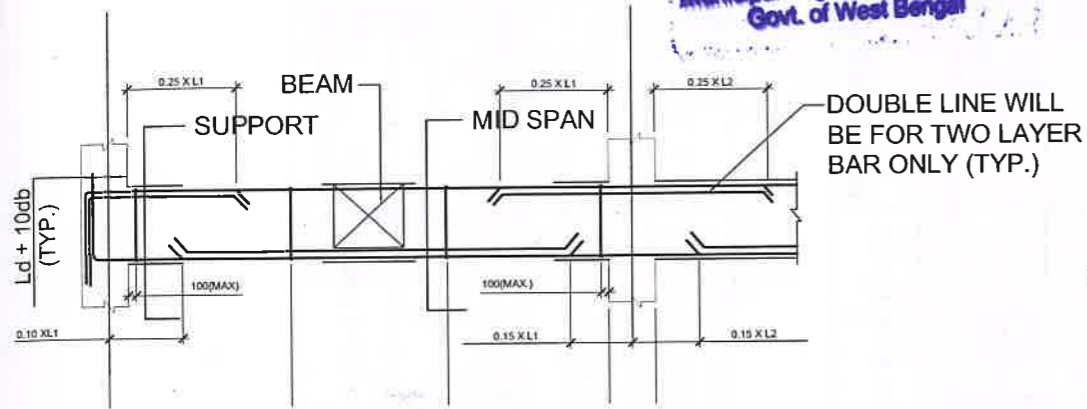 Govt. of West Bengal
0.25 X L1
BEAM
0.25 X L1
0.25 X L2
SUPPORT
MID SPAN
DOUBLE LINE WILL
BE FOR TWO LAYER
BAR ONLY (TYP.)
Ld + 10db
(TYP.)
100(MAX)
100(MAX.)
0.10 XL1
0.15 X L1
0.15 X L2